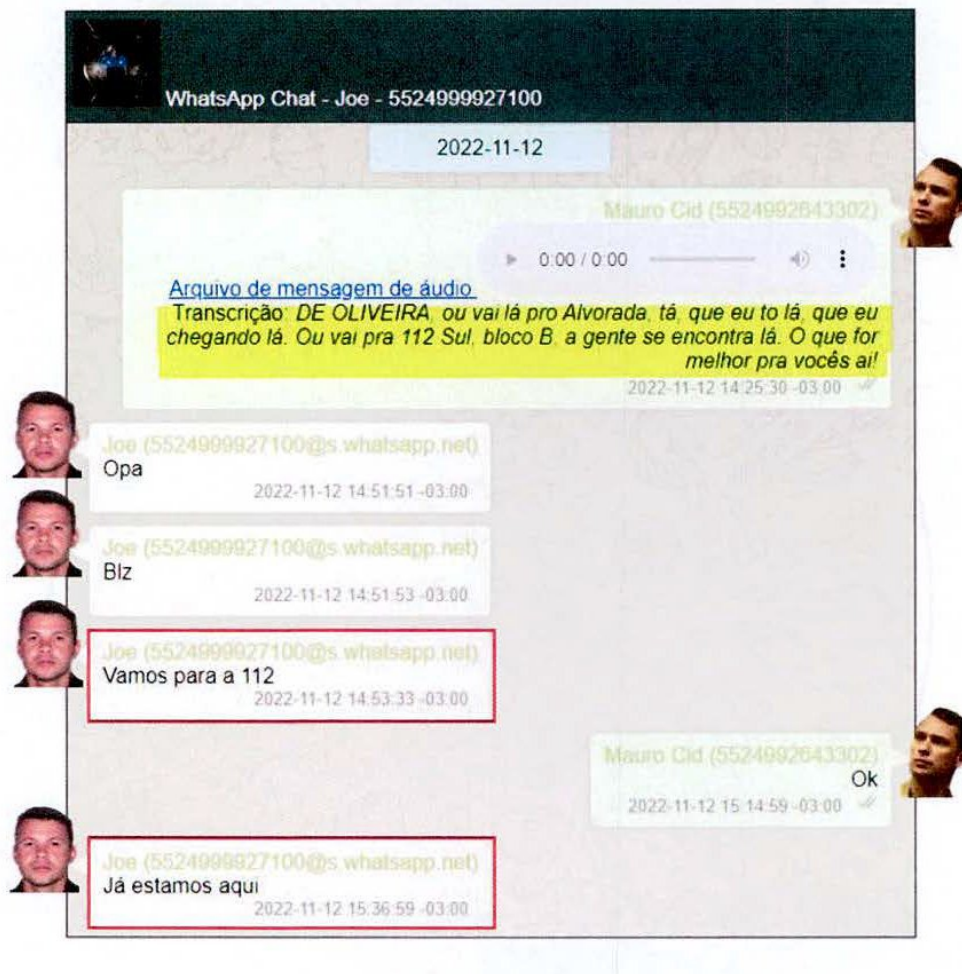 WhatsApp Chat - Joe - 5524999927100
2022-11-12
Mauro Cid (5524992643302)
0:00 / 0:00
Arquivo de mensagem de áudio
Transcrição: DE OLIVEIRA, ou vai lá pro Alvorada, tá, que eu to lá, que eu
chegando lá. Ou vai pra 112 Sul, bloco B, a gente se encontra lá. O que for
melhor pra vocês ai!
2022-11-12 14:25:30 -03:00
Joe (5524999927100@s.whatsapp.net)
Opa
2022-11-12 14:51:51 -03:00
Joe (5524999927100@s.whatsapp.net)
Blz
2022-11-12 14:51:53 -03:00
Joe (5524999927100@s.whatsapp.net)
Vamos para a 112
2022-11-12 14:53:33 -03:00
Mauro Cid (5524992643302)
Ok
2022-11-12 15:14:59 -03:00
Joe (5524999927100@s.whatsapp.net)
Já estamos aqui
2022-11-12 15:36:59 -03:00